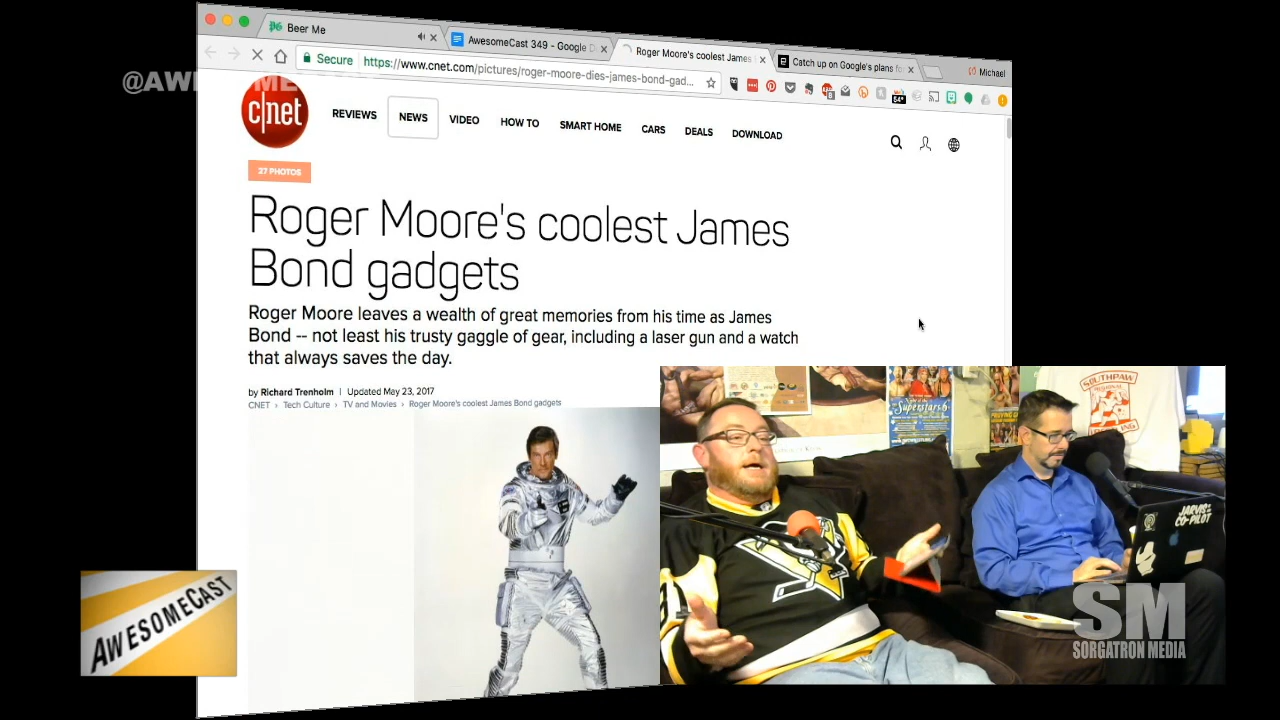 Beer Me
AwesomeCast 349 - Google D
Roger Moore's coolest James
Catch up on Google's plans fo
Michael
Secure
https://www.cnet.com/pictures/roger-moore-dies-james-bond-gad...
@AW
c|net
REVIEWS
NEWS
VIDEO
HOW TO
SMART HOME
CARS
DEALS
DOWNLOAD
27 PHOTOS
Roger Moore's coolest James
Bond gadgets
Roger Moore leaves a wealth of great memories from his time as James
Bond -- not least his trusty gaggle of gear, including a laser gun and a watch
that always saves the day.
by Richard Trenholm | Updated May 23, 2017
CNET › Tech Culture › TV and Movies › Roger Moore's coolest James Bond gadgets
Superstars
SOUTHPAW
REGIONAL
JARVIS IS
CO-PILOT
AWESOMECAST
SM
SORGATRON MEDIA